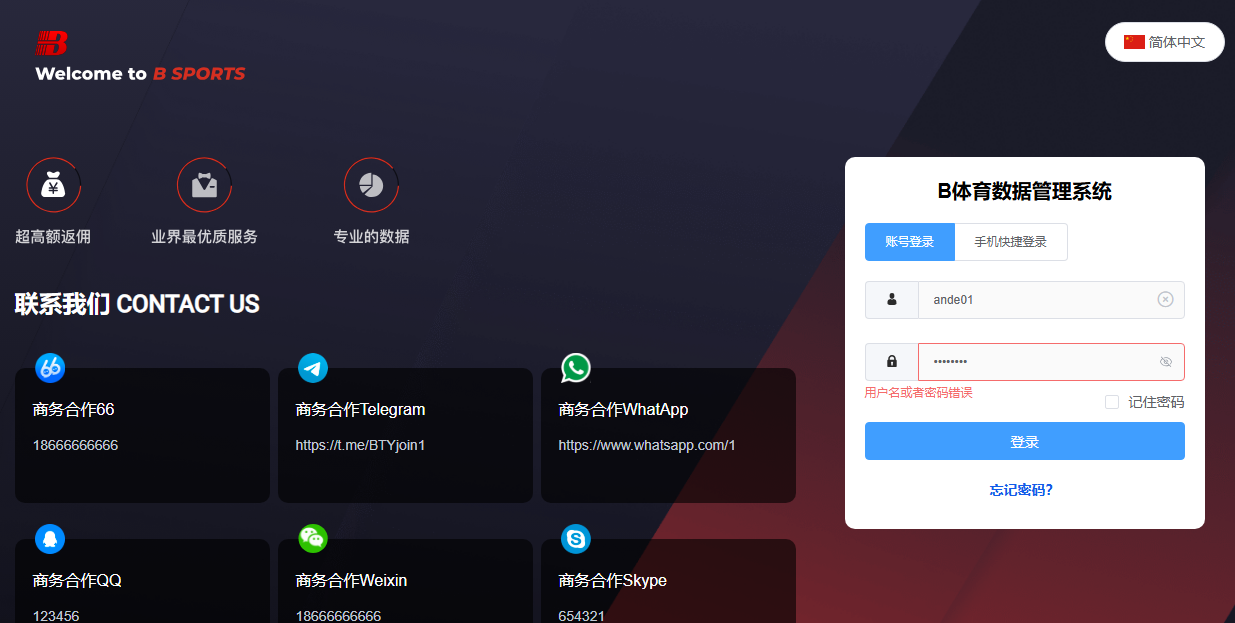 Welcome to B SPORTS
简体中文
超高额返佣
业界最优质服务
专业的数据
联系我们 CONTACT US
商务合作66
18666666666
商务合作Telegram
https://t.me/BTYjoin1
商务合作WhatApp
https://www.whatsapp.com/1
商务合作QQ
123456
商务合作Weixin
18666666666
商务合作Skype
654321
B体育数据管理系统
账号登录
手机快捷登录
ande01
••••••••
用户名或者密码错误
记住密码
登录
忘记密码?